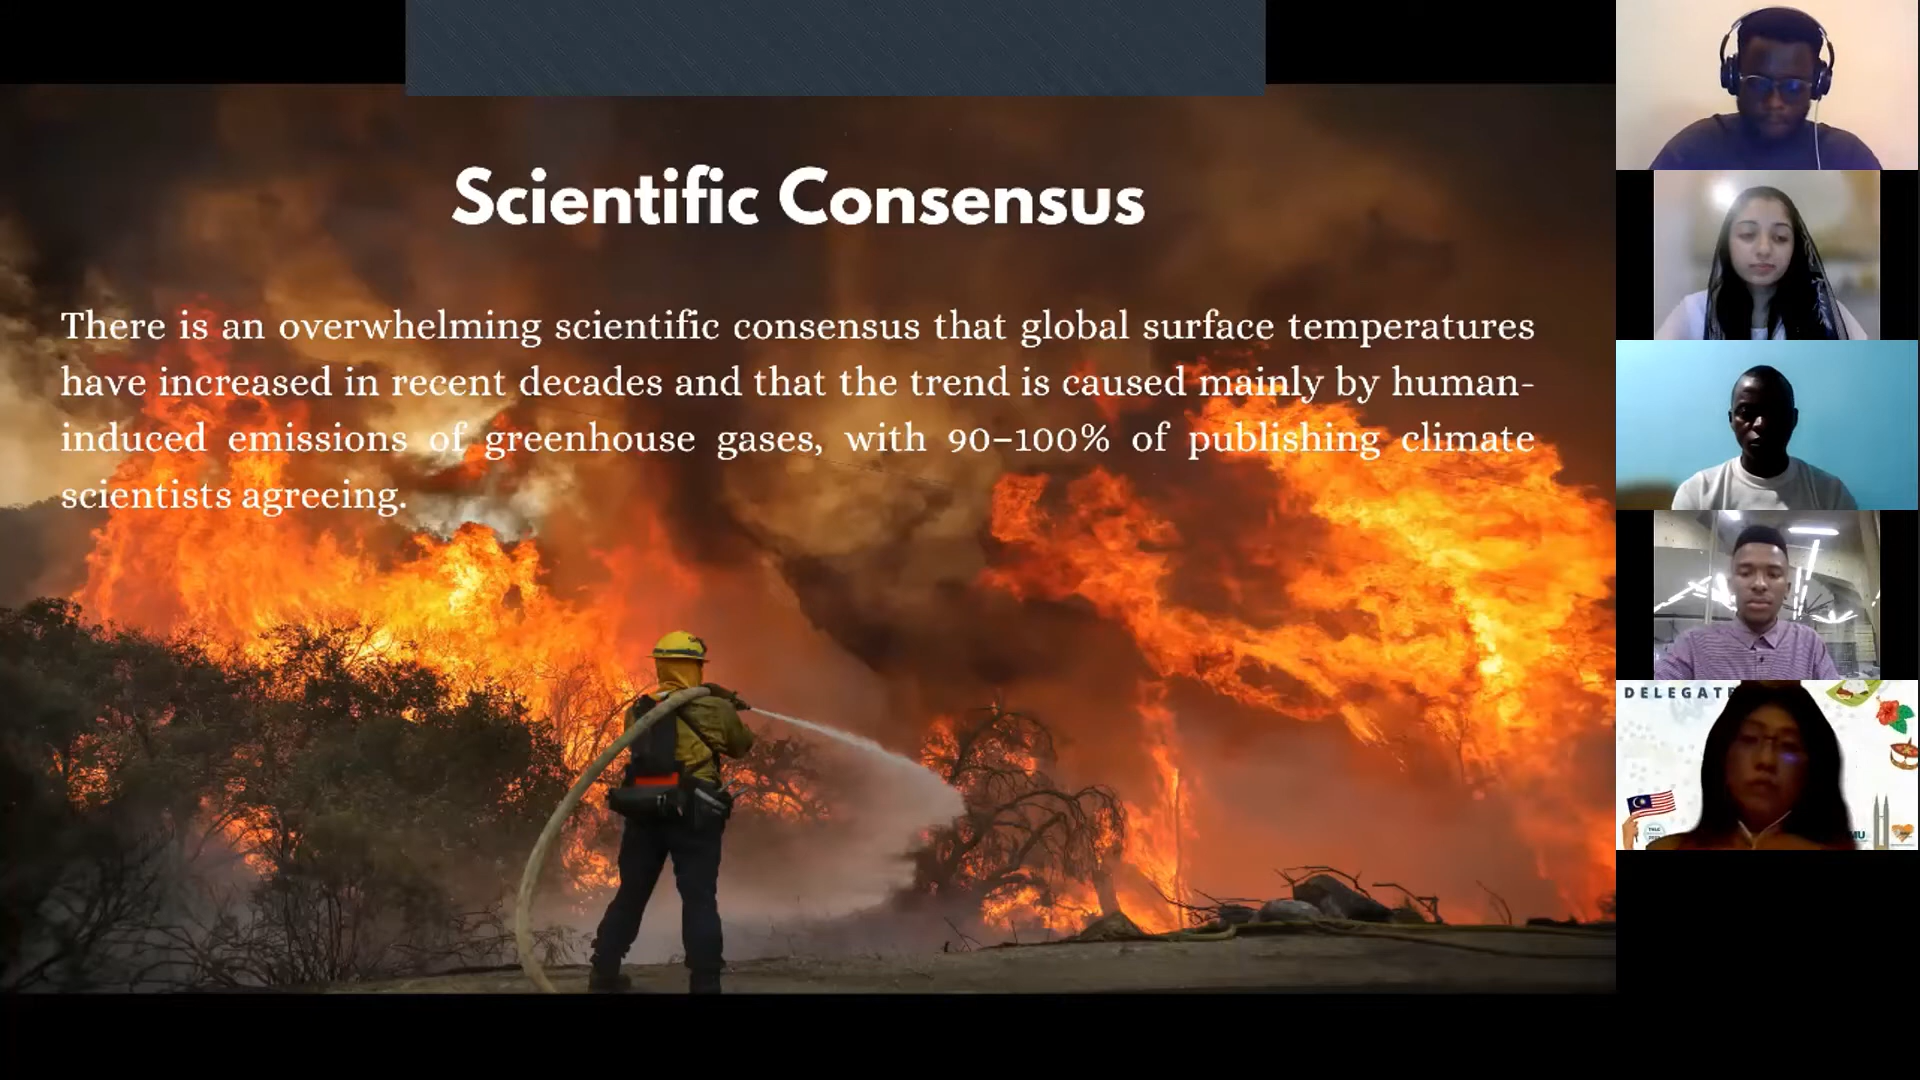 Scientific Consensus
There is an overwhelming scientific consensus that global surface temperatures
have increased in recent decades and that the trend is caused mainly by human-
induced emissions of greenhouse gases, with 90–100% of publishing climate
scientists agreeing.
DELEGATE